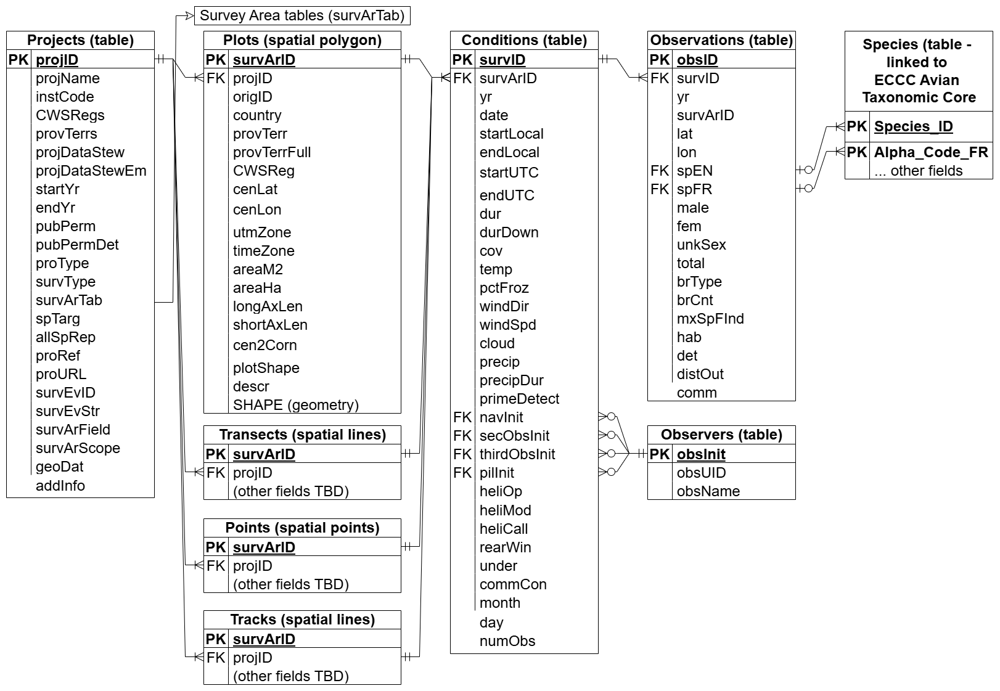 Survey Area tables (survArTab)
Projects (table)
PK projID
projName
instCode
CWSRegs
provTerrs
projDataStew
projDataStewEm
startYr
endYr
pubPerm
pubPermDet
proType
survType
survArTab
spTarg
allSpRep
proRef
proURL
survEvID
survEvStr
survArField
survArScope
geoDat
addInfo
Plots (spatial polygon)
PK survArID
FK projID
origID
country
provTerr
provTerrFull
CWSReg
cenLat
cenLon
utmZone
timeZone
areaM2
areaHa
longAxLen
shortAxLen
cen2Corn
plotShape
descr
SHAPE (geometry)
Transects (spatial lines)
PK survArID
FK projID
(other fields TBD)
Points (spatial points)
PK survArID
FK projID
(other fields TBD)
Tracks (spatial lines)
PK survArID
FK projID
(other fields TBD)
Conditions (table)
PK survID
FK survArID
yr
date
startLocal
endLocal
startUTC
endUTC
dur
durDown
cov
temp
pctFroz
windDir
windSpd
cloud
precip
precipDur
primeDetect
FK navInit
FK secObsInit
FK thirdObsInit
FK pilInit
heliOp
heliMod
heliCall
rearWin
under
commCon
month
day
numObs
Observations (table)
PK obsID
FK survID
yr
survArID
lat
lon
FK spEN
FK spFR
male
fem
unkSex
total
brType
brCnt
mxSpFInd
hab
det
distOut
comm
Observers (table)
PK obsInit
obsUID
obsName
Species (table -
linked to
ECCC Avian
Taxonomic Core
PK Species_ID
PK Alpha_Code_FR
... other fields